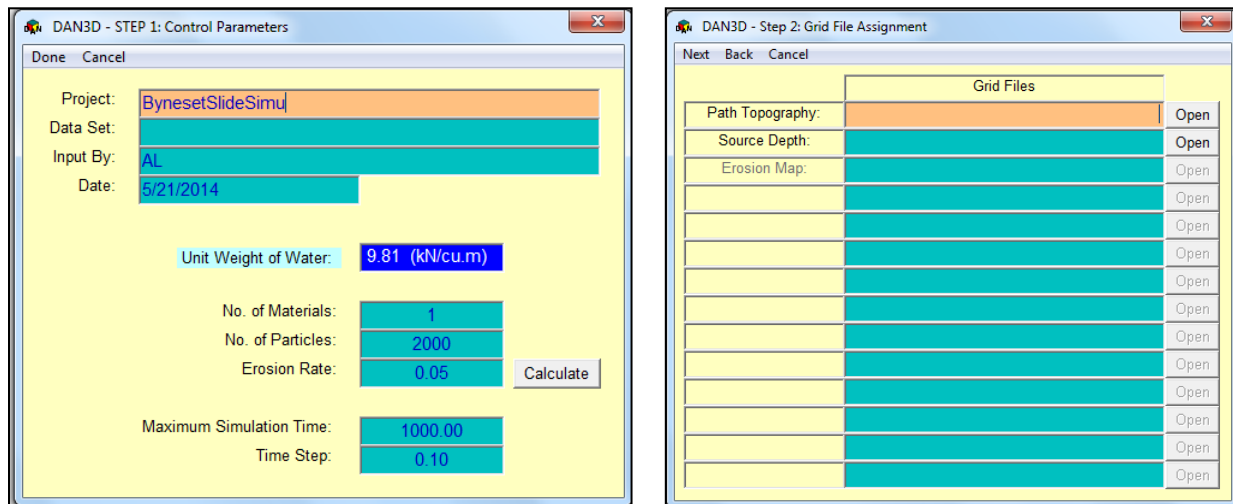 DAN3D - STEP 1: Control Parameters
Done Cancel
Project: BynesetSlideSimu
Data Set:
Input By: AL
Date: 5/21/2014
Unit Weight of Water: 9.81 (kN/cu.m)
No. of Materials: 1
No. of Particles: 2000
Erosion Rate: 0.05 Calculate
Maximum Simulation Time: 1000.00
Time Step: 0.10
DAN3D - Step 2: Grid File Assignment
Next Back Cancel
Grid Files
Path Topography: Open
Source Depth: Open
Erosion Map: Open
Open
Open
Open
Open
Open
Open
Open
Open
Open
Open
Open